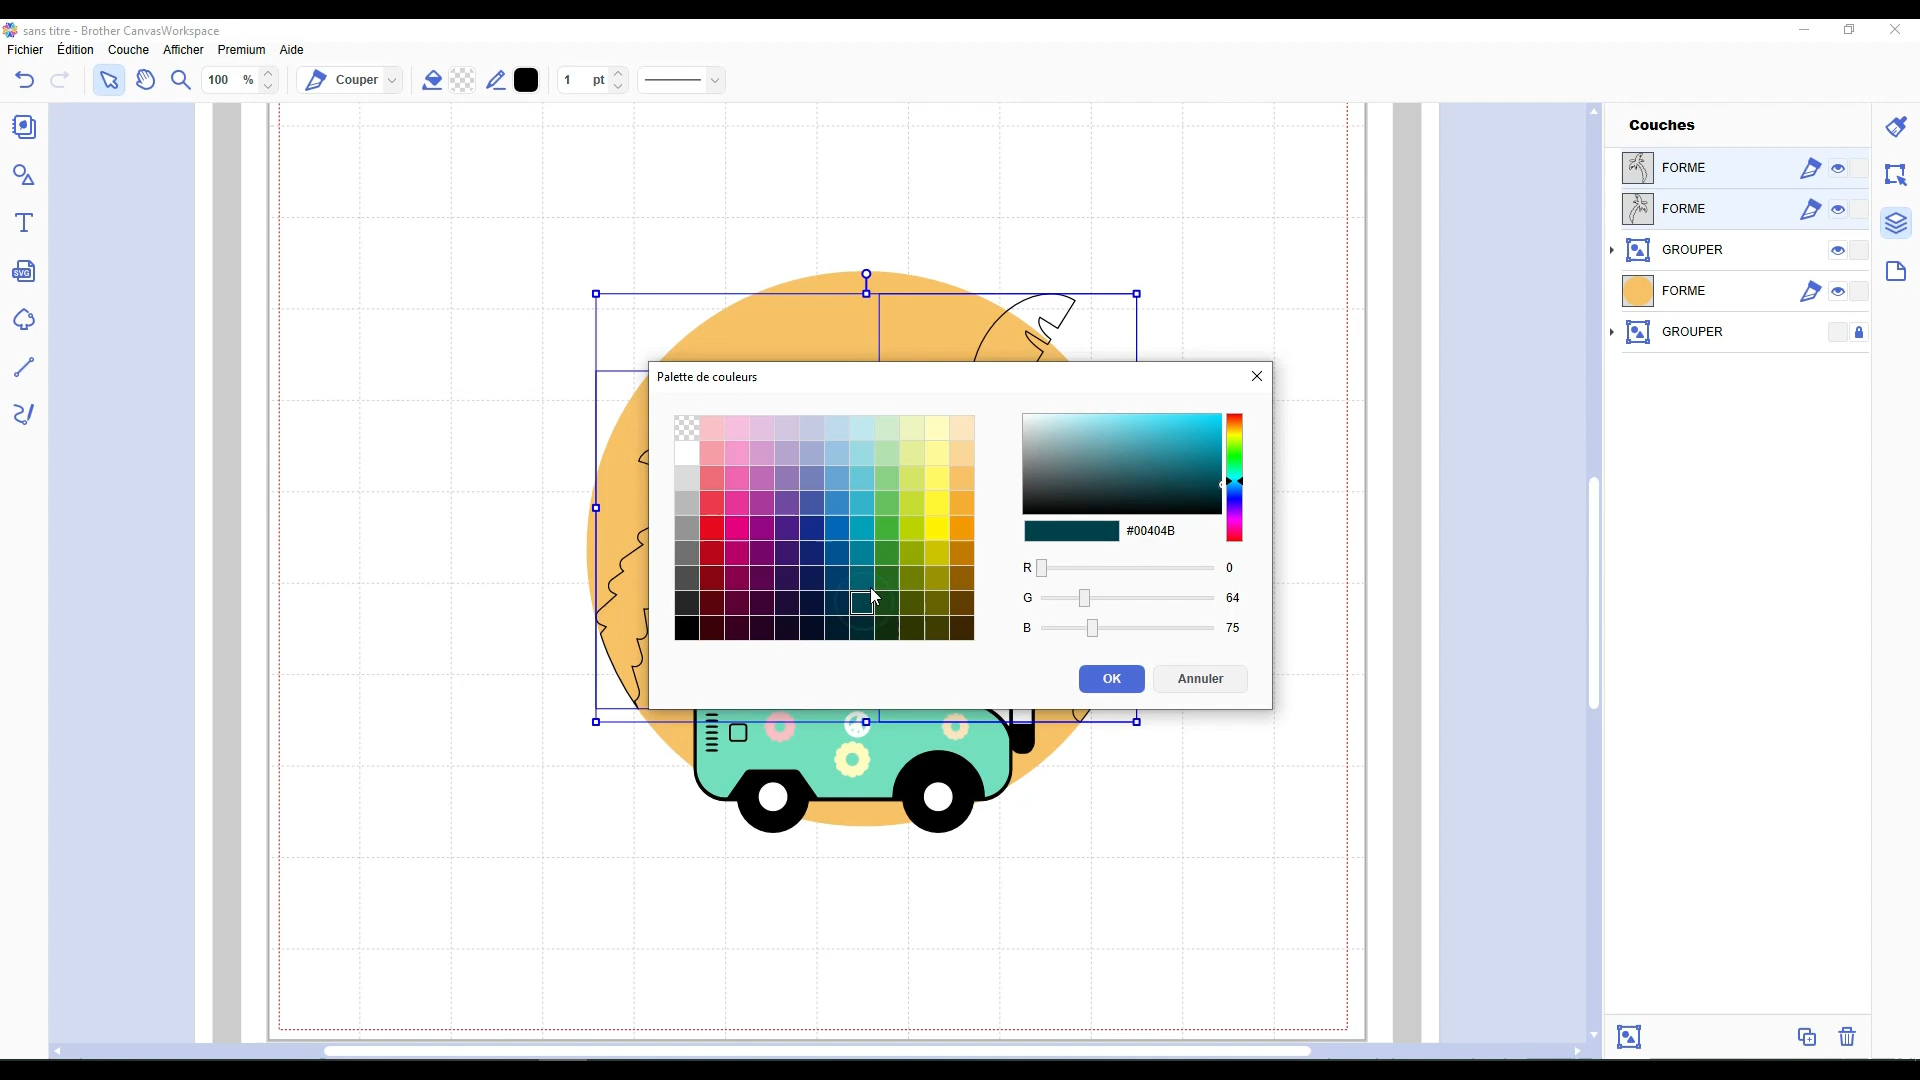 sans titre - Brother CanvasWorkspace
Fichier Édition Couche Afficher Premium Aide
100 % Couper 1 pt
SVG
Couches
FORME
FORME
GROUPER
FORME
GROUPER
Palette de couleurs
#00404B
R 0
G 64
B 75
OK Annuler